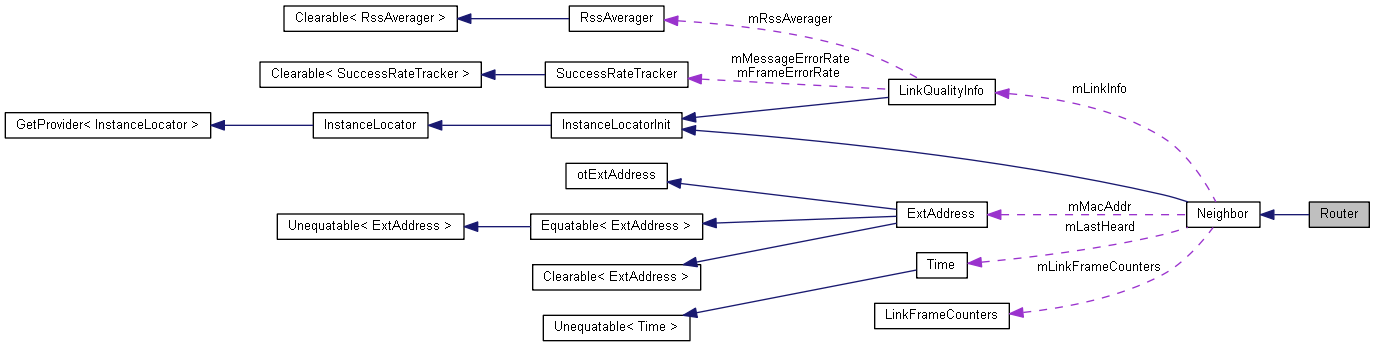 Clearable< RssAverager >
RssAverager
mRssAverager
mMessageErrorRate
mFrameErrorRate
Clearable< SuccessRateTracker >
SuccessRateTracker
LinkQualityInfo
mLinkInfo
GetProvider< InstanceLocator >
InstanceLocator
InstanceLocatorInit
otExtAddress
Unequatable< ExtAddress >
Equatable< ExtAddress >
ExtAddress
mMacAddr
mLastHeard
Neighbor
Router
Clearable< ExtAddress >
Time
mLinkFrameCounters
Unequatable< Time >
LinkFrameCounters